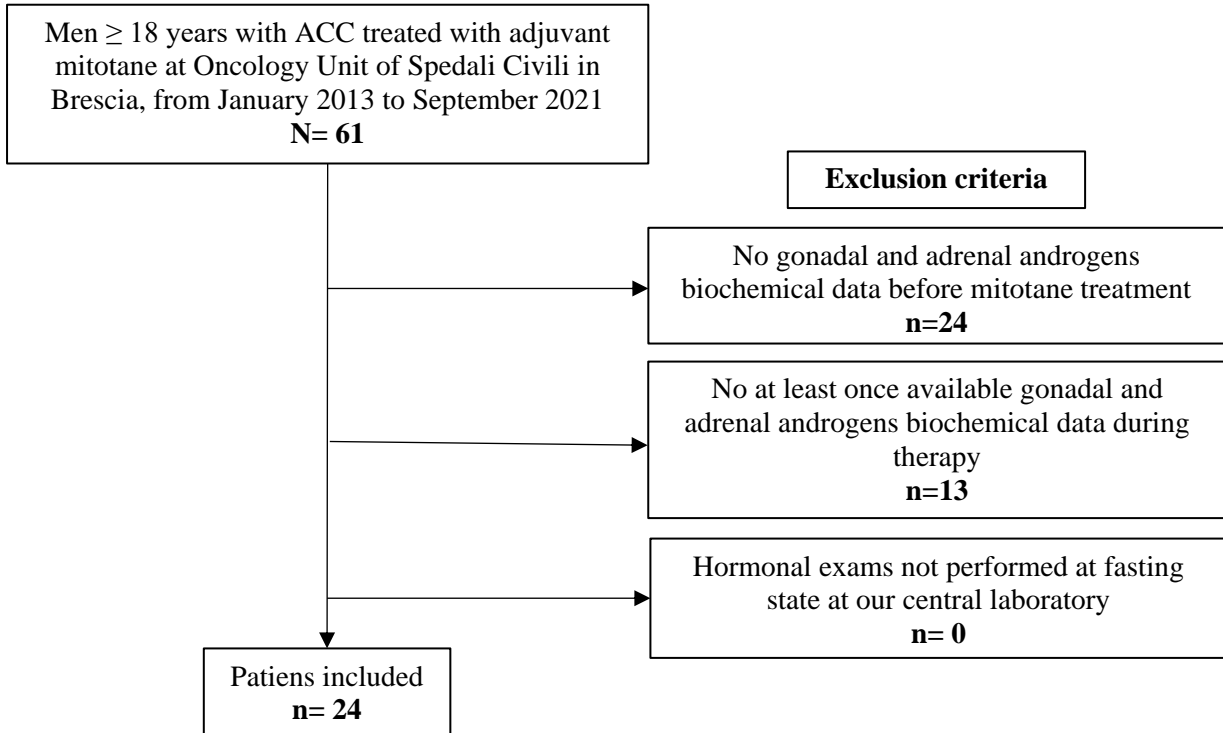 Men ≥ 18 years with ACC treated with adjuvant
mitotane at Oncology Unit of Spedali Civili in
Brescia, from January 2013 to September 2021
N= 61
Exclusion criteria
No gonadal and adrenal androgens
biochemical data before mitotane treatment
n=24
No at least once available gonadal and
adrenal androgens biochemical data during
therapy
n=13
Hormonal exams not performed at fasting
state at our central laboratory
n= 0
Patiens included
n= 24